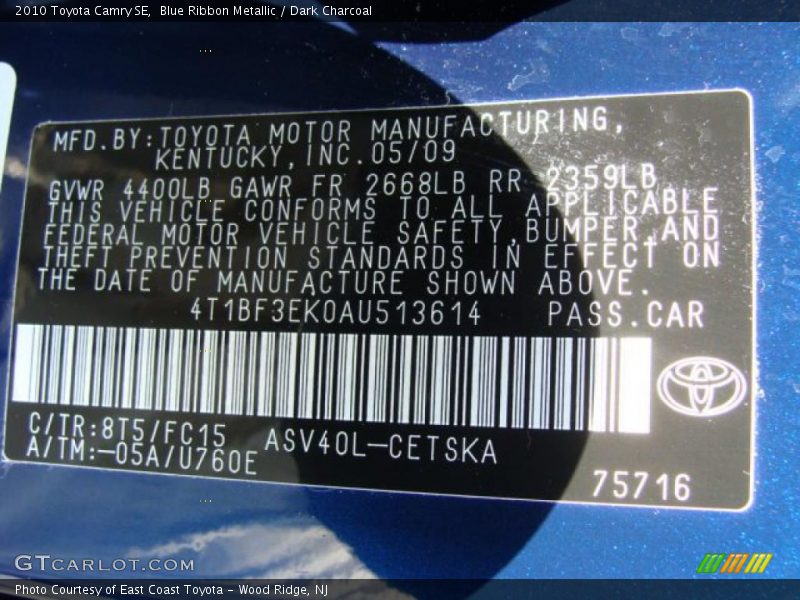 2010 Toyota Camry SE,  Blue Ribbon Metallic / Dark Charcoal
MFD.BY:TOYOTA MOTOR MANUFACTURING,
KENTUCKY,INC.05/09
GVWR 4400LB GAWR FR 2668LB RR 2359LB
THIS VEHICLE CONFORMS TO ALL APPLICABLE
FEDERAL MOTOR VEHICLE SAFETY,BUMPER,AND
THEFT PREVENTION STANDARDS IN EFFECT ON
THE DATE OF MANUFACTURE SHOWN ABOVE.
4T1BF3EK0AU513614 PASS.CAR
C/TR:8T5/FC15 ASV40L-CETSKA
A/TM:-05A/U760E
75716
GTCARLOT.COM
Photo Courtesy of East Coast Toyota - Wood Ridge, NJ